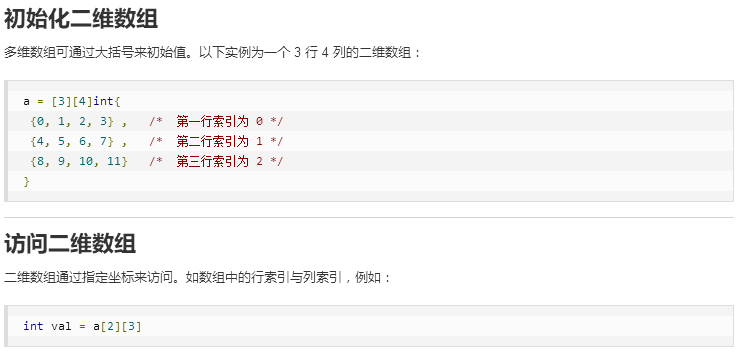 初始化二维数组
多维数组可通过大括号来初始值。以下实例为一个 3 行 4 列的二维数组：
a = [3][4]int{
{0, 1, 2, 3} ,   /*  第一行索引为 0 */
{4, 5, 6, 7} ,   /*  第二行索引为 1 */
{8, 9, 10, 11}   /*  第三行索引为 2 */
}
访问二维数组
二维数组通过指定坐标来访问。如数组中的行索引与列索引，例如：
int val = a[2][3]